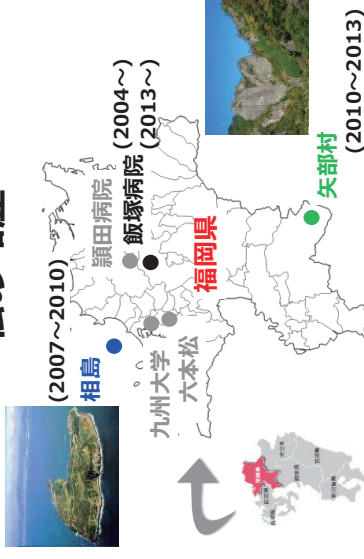 (2007～2010)
相島
頴田病院
飯塚病院
(2004～)
(2013～)
九州大学
六本松
福岡県
矢部村
(2010～2013)